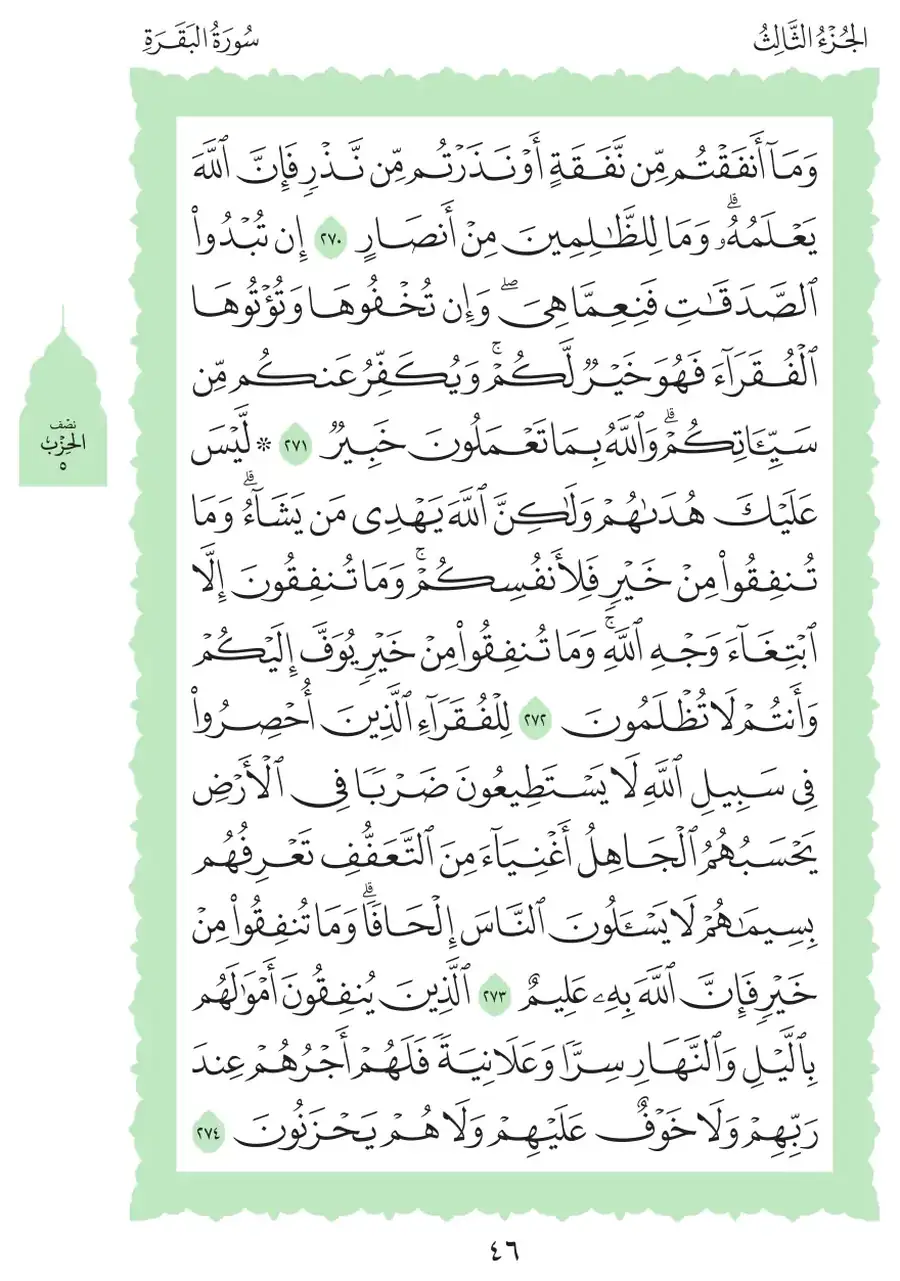 الجُزْءُ الثَّالِثُ
سُورَةُ البَقَرَةِ
وَمَآ أَنفَقْتُم مِّن نَّفَقَةٍ أَوْ نَذَرْتُم مِّن نَّذْرٍ فَإِنَّ ٱللَّهَ
يَعْلَمُهُۥۗ وَمَا لِلظَّـٰلِمِينَ مِنْ أَنصَارٍ ٢٧٠ إِن تُبْدُوا۟
ٱلصَّدَقَـٰتِ فَنِعِمَّا هِىَۖ وَإِن تُخْفُوهَا وَتُؤْتُوهَا
ٱلْفُقَرَآءَ فَهُوَ خَيْرٌ لَّكُمْۚ وَيُكَفِّرُ عَنكُم مِّن
سَيِّـَٔاتِكُمْۗ وَٱللَّهُ بِمَا تَعْمَلُونَ خَبِيرٌ ٢٧١ * لَّيْسَ
عَلَيْكَ هُدَىٰهُمْ وَلَـٰكِنَّ ٱللَّهَ يَهْدِى مَن يَشَآءُۗ وَمَا
تُنفِقُوا۟ مِنْ خَيْرٍ فَلِأَنفُسِكُمْۚ وَمَا تُنفِقُونَ إِلَّا
ٱبْتِغَآءَ وَجْهِ ٱللَّهِۚ وَمَا تُنفِقُوا۟ مِنْ خَيْرٍ يُوَفَّ إِلَيْكُمْ
وَأَنتُمْ لَا تُظْلَمُونَ ٢٧٢ لِلْفُقَرَآءِ ٱلَّذِينَ أُحْصِرُوا۟
فِى سَبِيلِ ٱللَّهِ لَا يَسْتَطِيعُونَ ضَرْبًا فِى ٱلْأَرْضِ
يَحْسَبُهُمُ ٱلْجَاهِلُ أَغْنِيَآءَ مِنَ ٱلتَّعَفُّفِ تَعْرِفُهُم
بِسِيمَـٰهُمْ لَا يَسْـَٔلُونَ ٱلنَّاسَ إِلْحَافًاۗ وَمَا تُنفِقُوا۟ مِنْ
خَيْرٍ فَإِنَّ ٱللَّهَ بِهِۦ عَلِيمٌ ٢٧٣ ٱلَّذِينَ يُنفِقُونَ أَمْوَٰلَهُم
بِٱلَّيْلِ وَٱلنَّهَارِ سِرًّا وَعَلَانِيَةً فَلَهُمْ أَجْرُهُمْ عِندَ
رَبِّهِمْ وَلَا خَوْفٌ عَلَيْهِمْ وَلَا هُمْ يَحْزَنُونَ ٢٧٤
نصف
الحِزْب
٥
٤٦